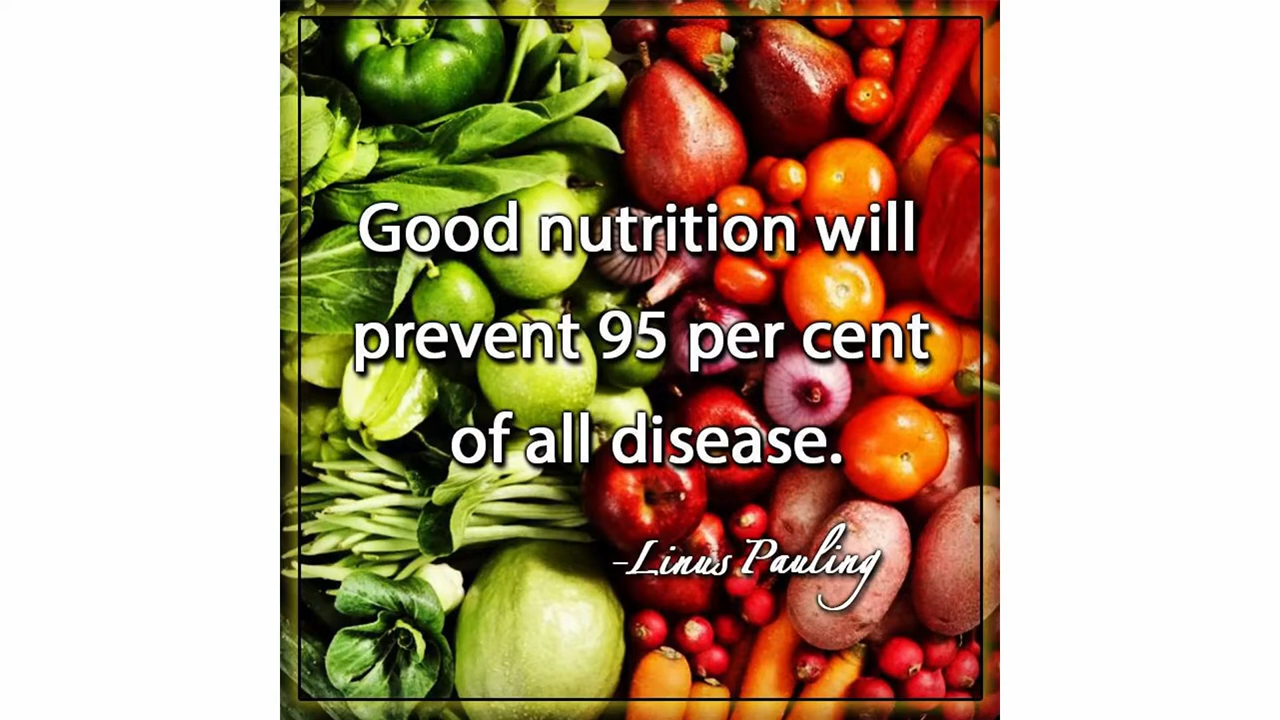 Good nutrition will
prevent 95 per cent
of all disease.
-Linus Pauling